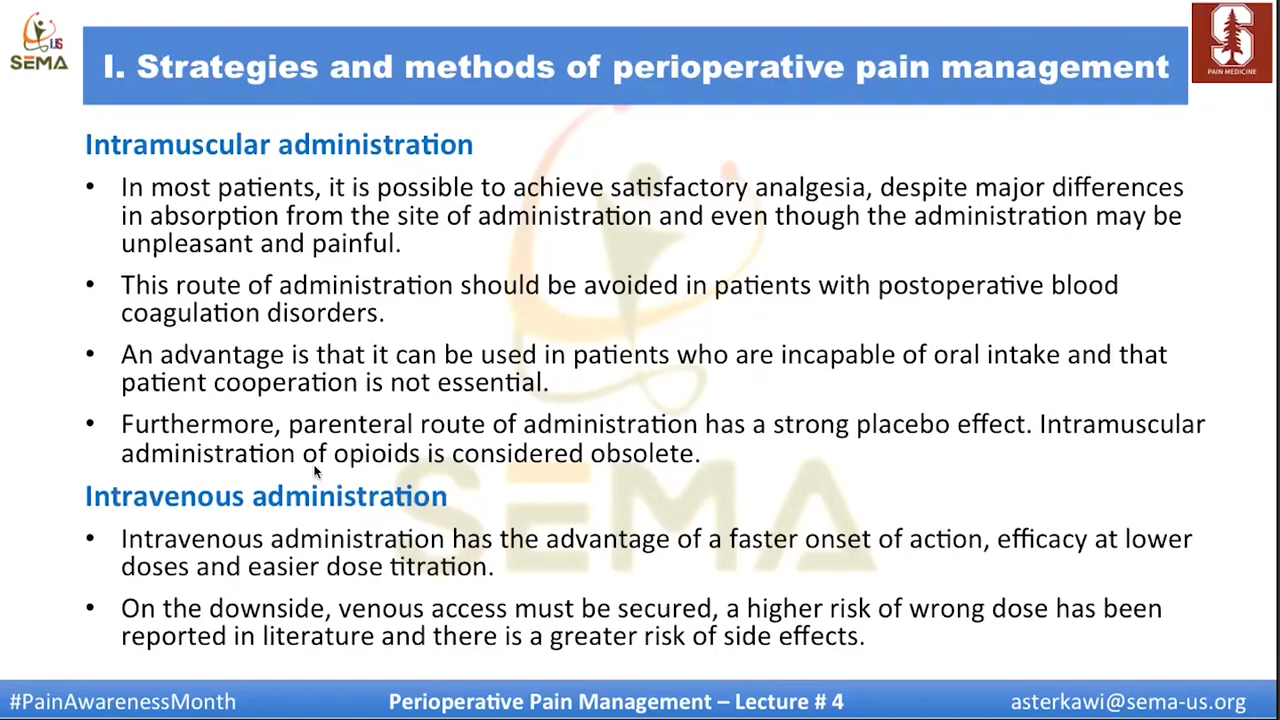 SEMA
US
I. Strategies and methods of perioperative pain management
S
PAIN MEDICINE
Intramuscular administration
• In most patients, it is possible to achieve satisfactory analgesia, despite major differences
in absorption from the site of administration and even though the administration may be
unpleasant and painful.
• This route of administration should be avoided in patients with postoperative blood
coagulation disorders.
• An advantage is that it can be used in patients who are incapable of oral intake and that
patient cooperation is not essential.
• Furthermore, parenteral route of administration has a strong placebo effect. Intramuscular
administration of opioids is considered obsolete.
SEMA
Intravenous administration
• Intravenous administration has the advantage of a faster onset of action, efficacy at lower
doses and easier dose titration.
• On the downside, venous access must be secured, a higher risk of wrong dose has been
reported in literature and there is a greater risk of side effects.
#PainAwarenessMonth
Perioperative Pain Management – Lecture # 4
asterkawi@sema-us.org